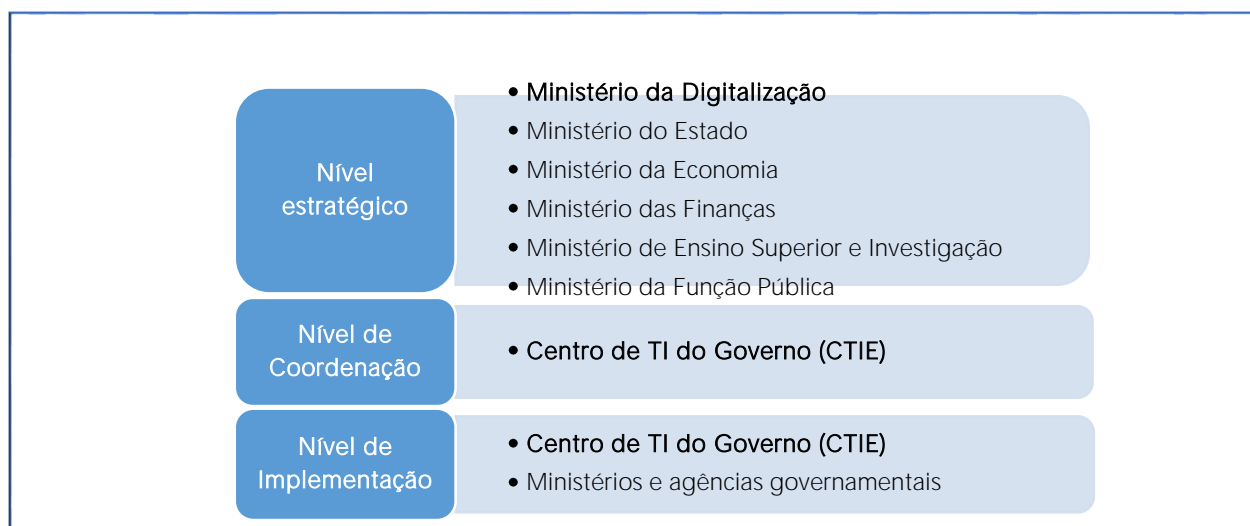 Nível
estratégico
• Ministério da Digitalização
• Ministério do Estado
• Ministério da Economia
• Ministério das Finanças
• Ministério de Ensino Superior e Investigação
• Ministério da Função Pública
Nível de
Coordenação
• Centro de TI do Governo (CTIE)
Nível de
Implementação
• Centro de TI do Governo (CTIE)
• Ministérios e agências governamentais